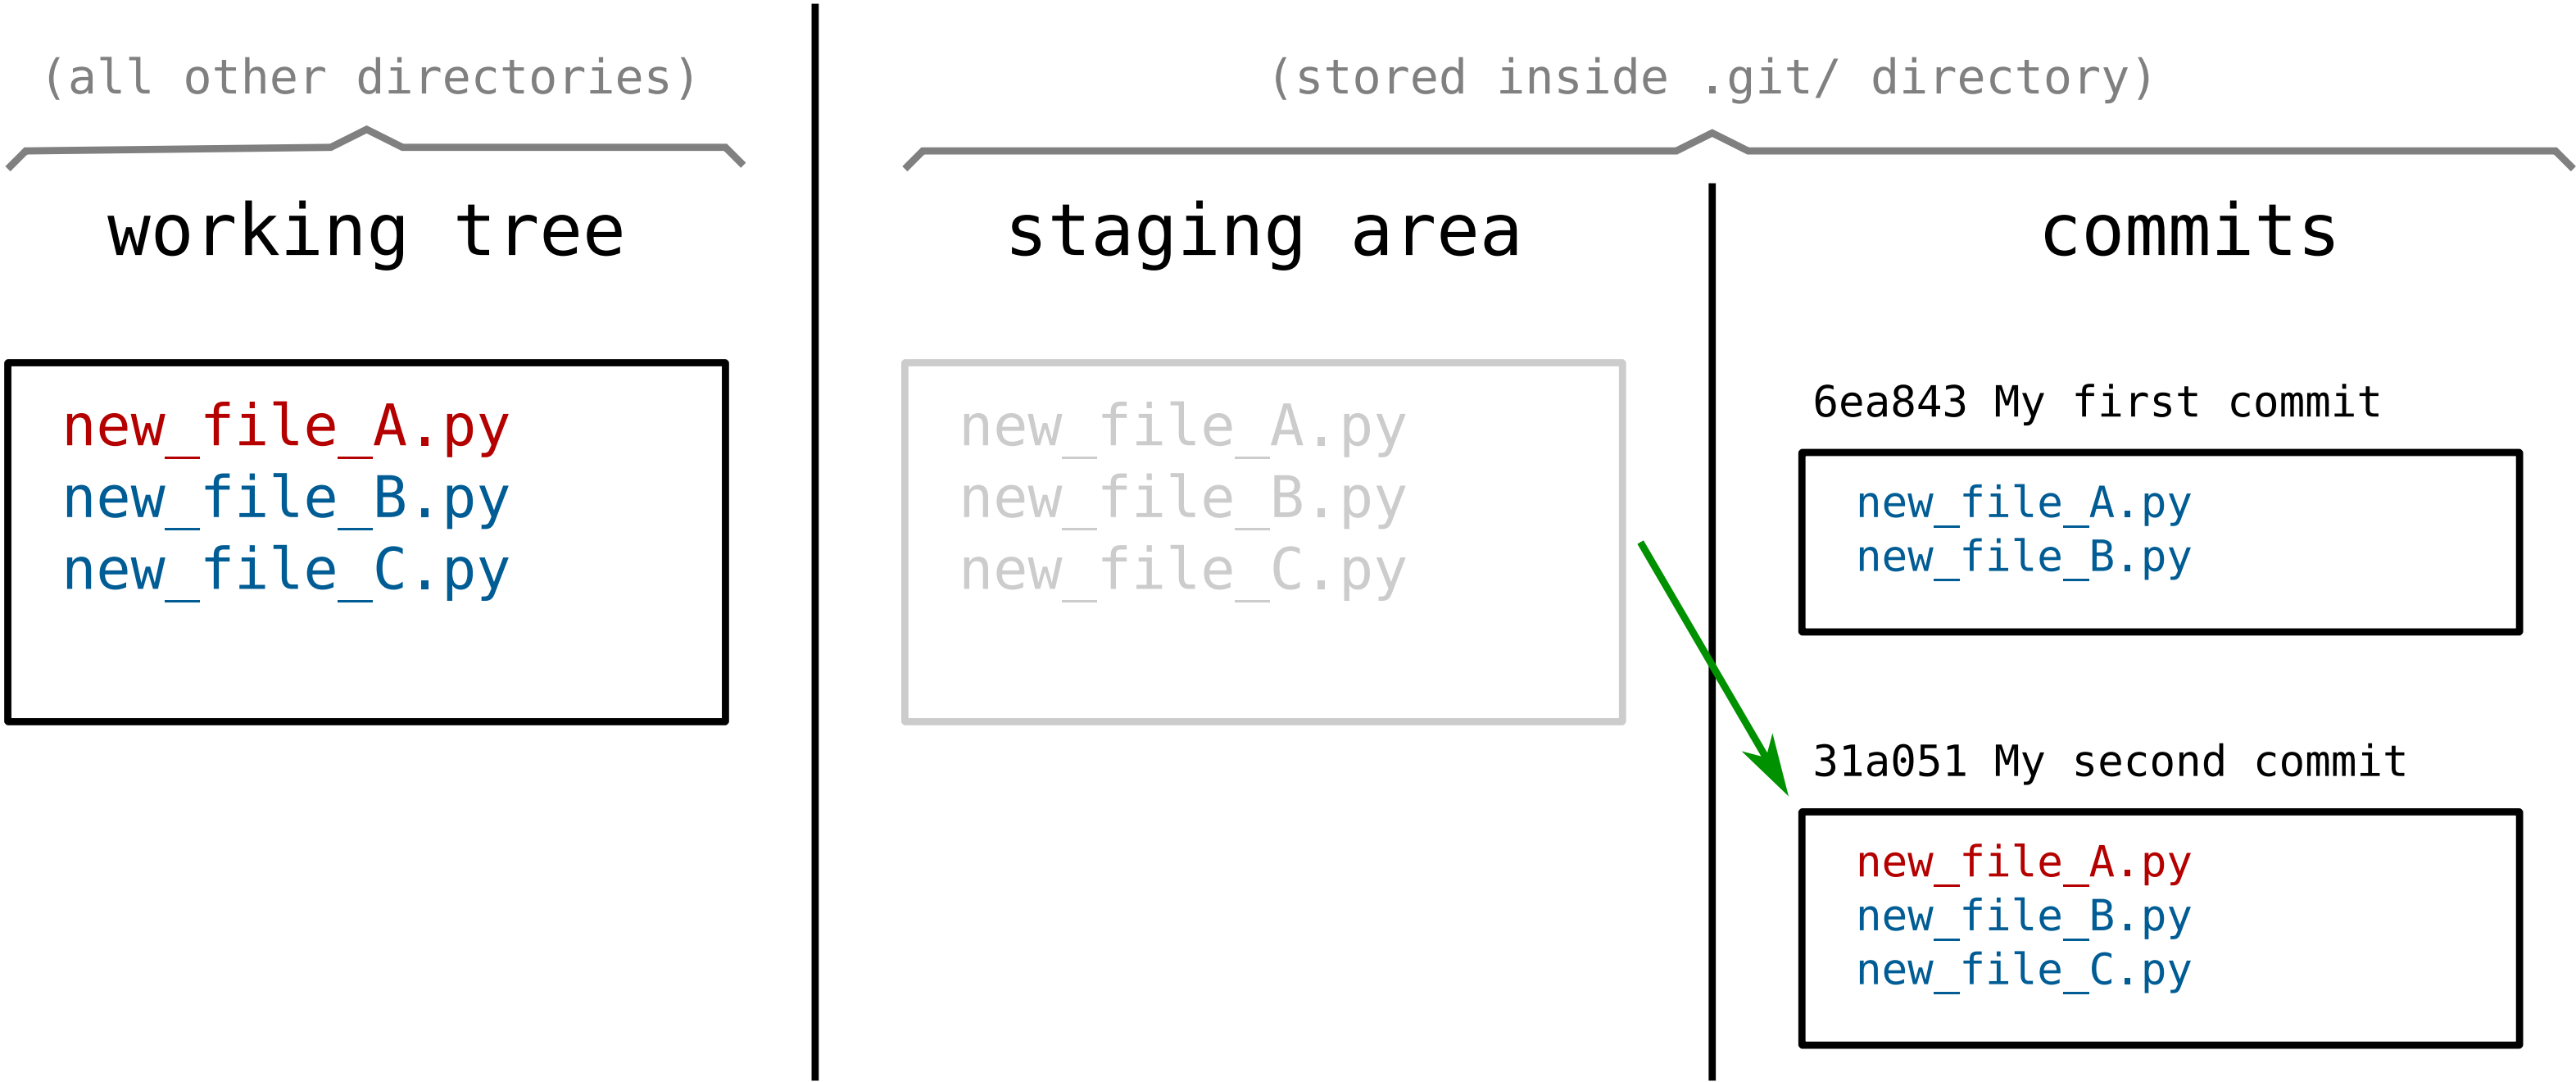 (all other directories)
(stored inside .git/ directory)
working tree
staging area
commits
new_file_A.py
new_file_B.py
new_file_C.py
new_file_A.py
new_file_B.py
new_file_C.py
6ea843 My first commit
new_file_A.py
new_file_B.py
31a051 My second commit
new_file_A.py
new_file_B.py
new_file_C.py